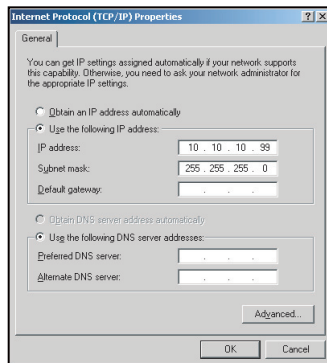 Internet Protocol (TCP/IP) Properties
General
You can get IP settings assigned automatically if your network supports
this capability. Otherwise, you need to ask your network administrator for
the appropriate IP settings.
Obtain an IP address automatically
Use the following IP address:
IP address: 10 . 10 . 10 . 99
Subnet mask: 255 . 255 . 255 . 0
Default gateway: . . .
Obtain DNS server address automatically
Use the following DNS server addresses:
Preferred DNS server: . . .
Alternate DNS server: . . .
Advanced...
OK Cancel